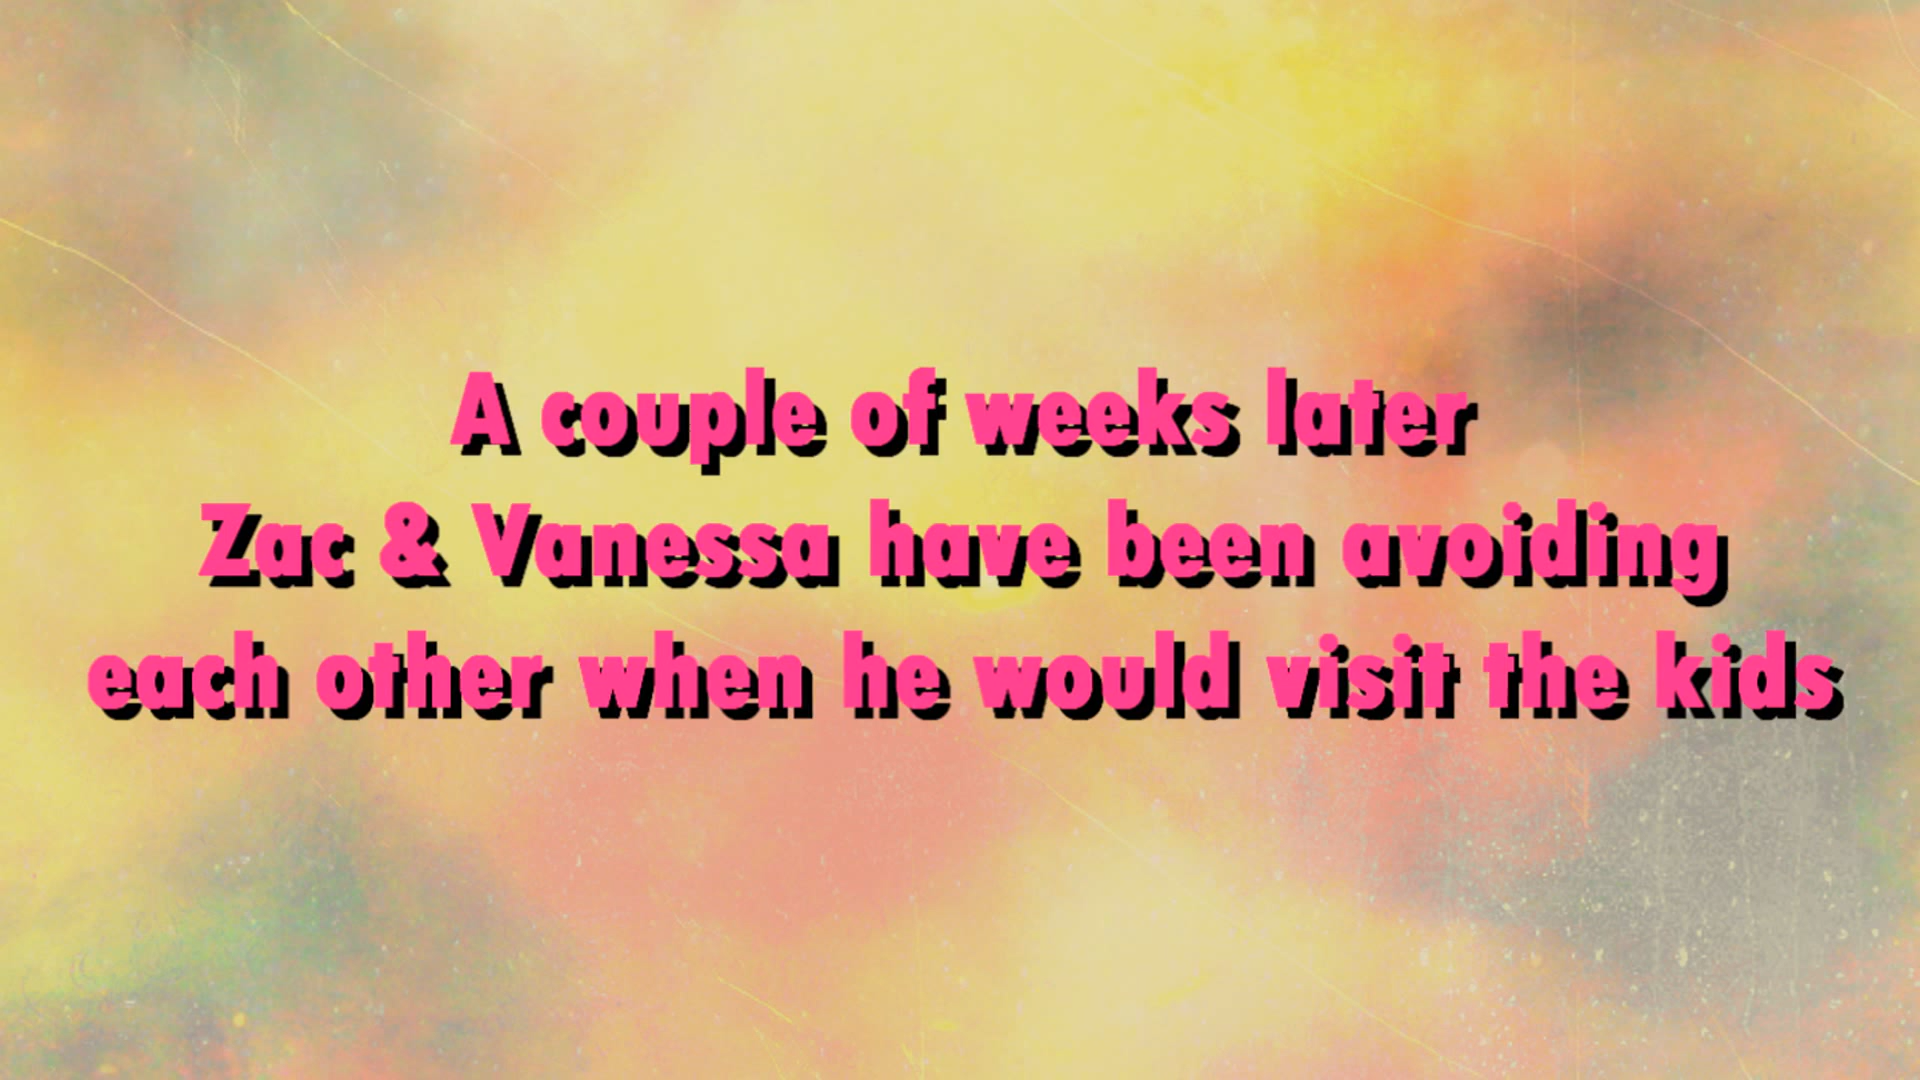 A couple of weeks later
Zac & Vanessa have been avoiding
each other when he would visit the kids